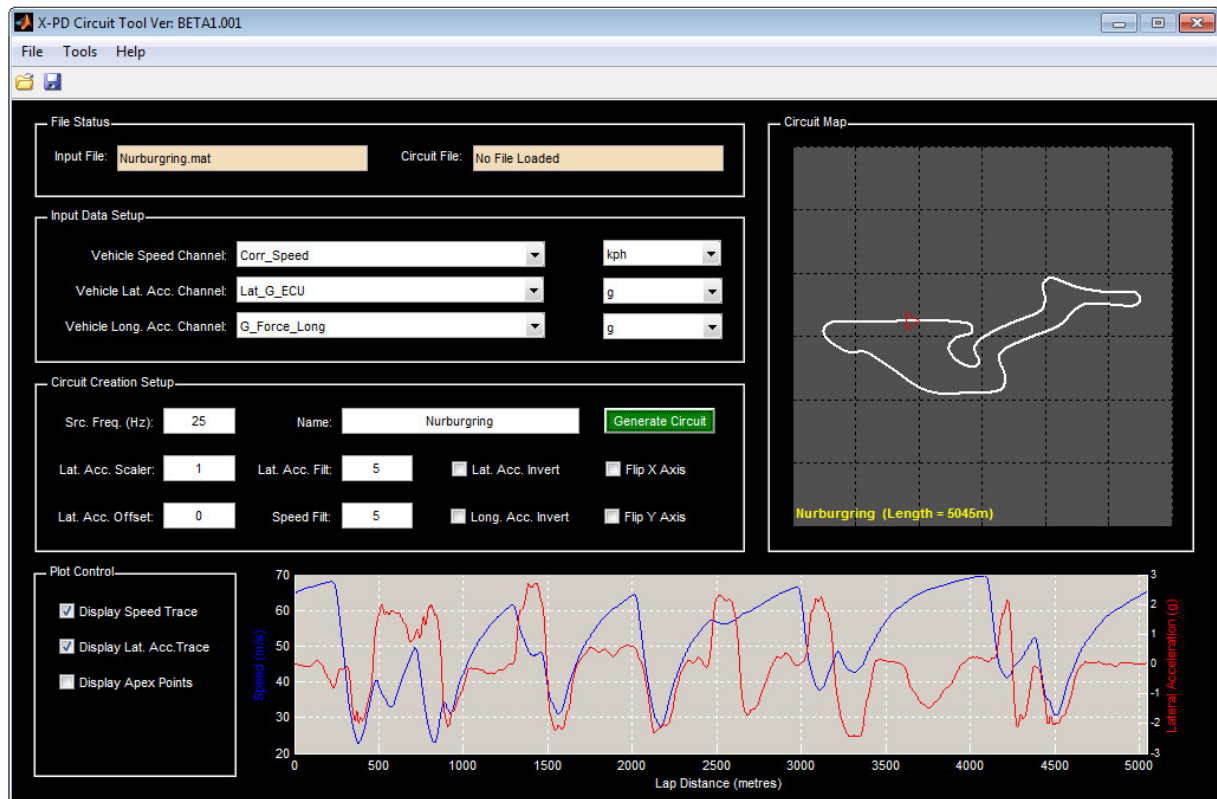 X-PD Circuit Tool Ver: BETA1.001
File Tools Help
File Status
Input File: Nurburgring.mat Circuit File: No File Loaded
Input Data Setup
Vehicle Speed Channel: Corr_Speed kph
Vehicle Lat. Acc. Channel: Lat_G_ECU g
Vehicle Long. Acc. Channel: G_Force_Long g
Circuit Creation Setup
Src. Freq. (Hz): 25 Name: Nurburgring Generate Circuit
Lat. Acc. Scaler: 1 Lat. Acc. Filt: 5 Lat. Acc. Invert Flip X Axis
Lat. Acc. Offset: 0 Speed Filt: 5 Long. Acc. Invert Flip Y Axis
Circuit Map
Nurburgring (Length = 5045m)
Plot Control
Display Speed Trace
Display Lat. Acc.Trace
Display Apex Points
Speed (m/s)
70
60
50
40
30
20
0 500 1000 1500 2000 2500 3000 3500 4000 4500 5000
Lap Distance (metres)
3
2
1
0
-1
-2
-3
Lateral Acceleration (g)